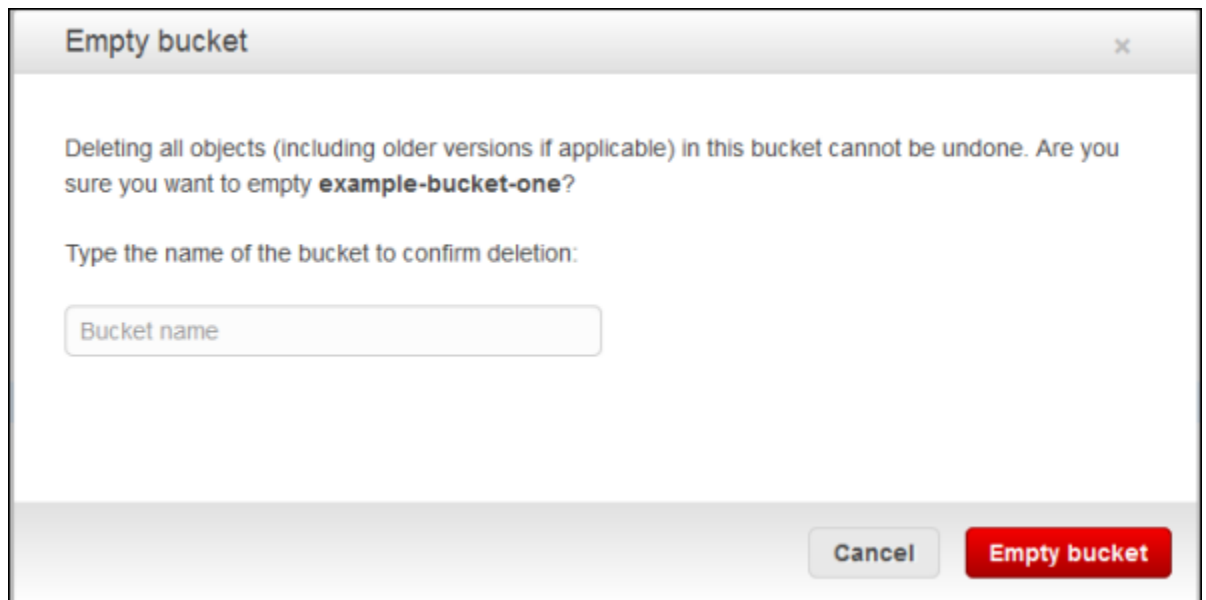 Empty bucket
×
Deleting all objects (including older versions if applicable) in this bucket cannot be undone. Are you
sure you want to empty example-bucket-one?
Type the name of the bucket to confirm deletion:
Bucket name
Cancel
Empty bucket